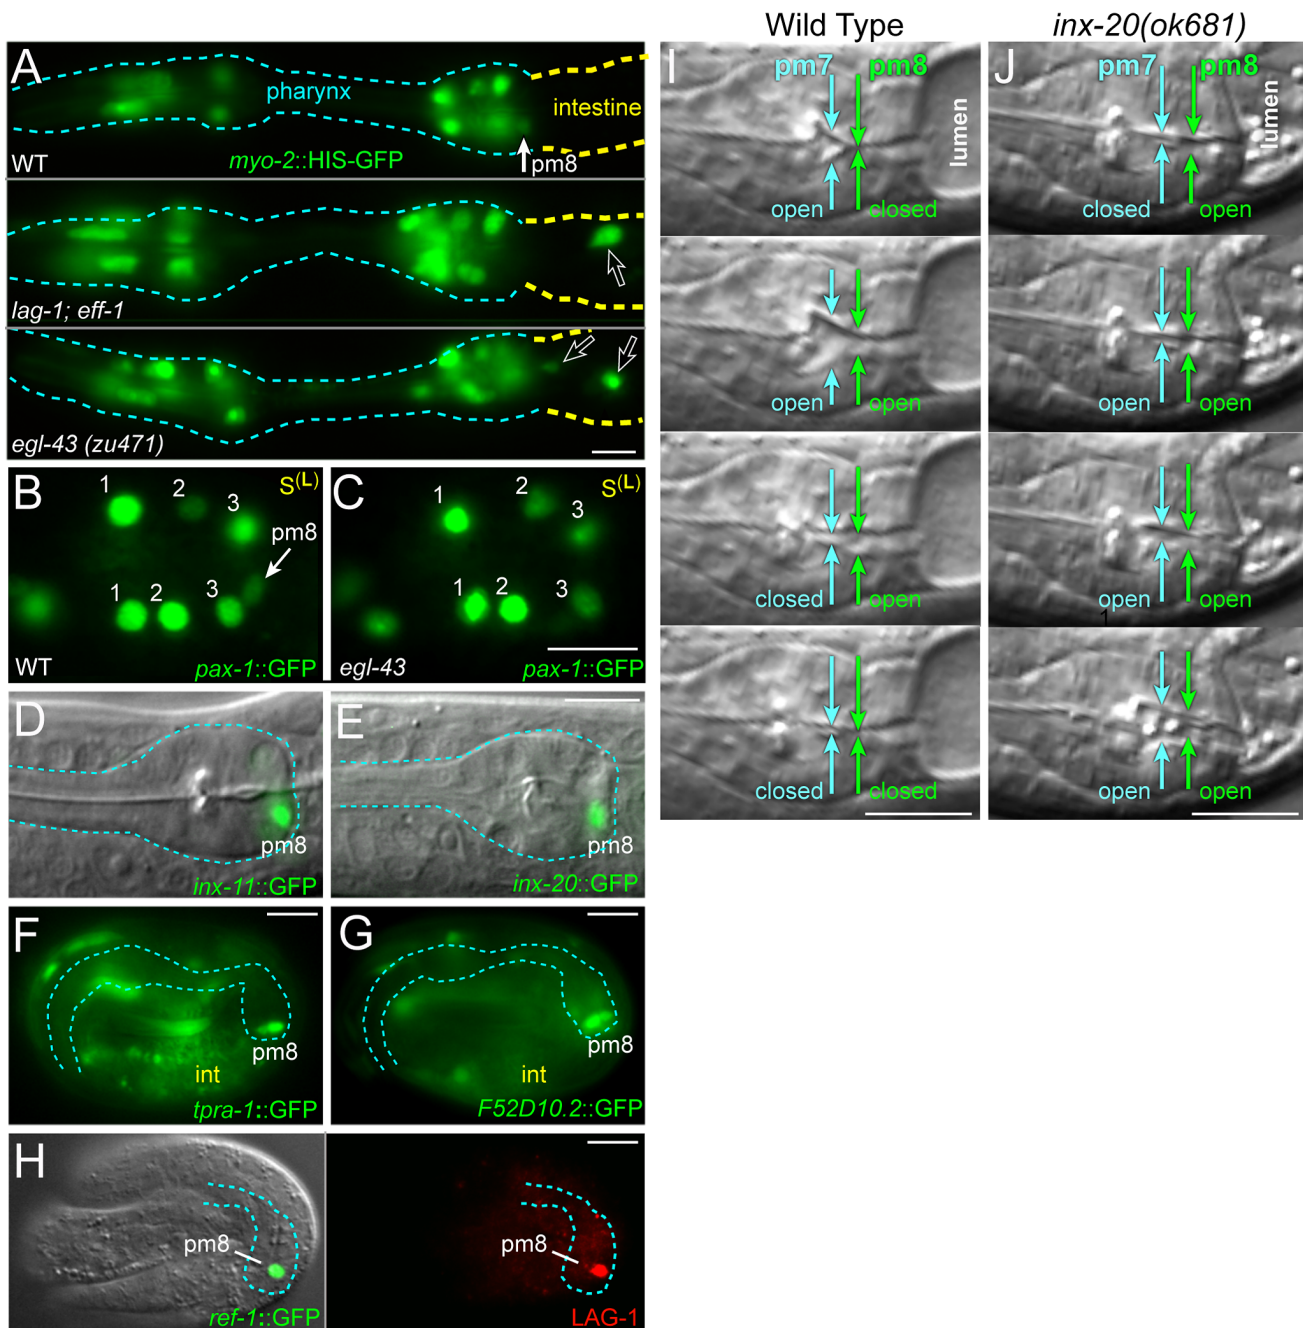 Wild Type
inx-20(ok681)
A
pharynx
intestine
WT
myo-2::HIS-GFP
pm8
lag-1; eff-1
egl-43 (zu471)
B
1
2
3
S(L)
pm8
1
2
3
WT
pax-1::GFP
C
1
2
3
S(L)
1
2
3
egl-43
pax-1::GFP
D
pm8
inx-11::GFP
E
pm8
inx-20::GFP
F
pm8
int
tpra-1::GFP
G
pm8
int
F52D10.2::GFP
H
pm8
ref-1::GFP
pm8
LAG-1
I
pm7
pm8
lumen
open
closed
open
open
closed
open
closed
closed
J
pm7
pm8
lumen
closed
open
open
open
open
open
1
open
open